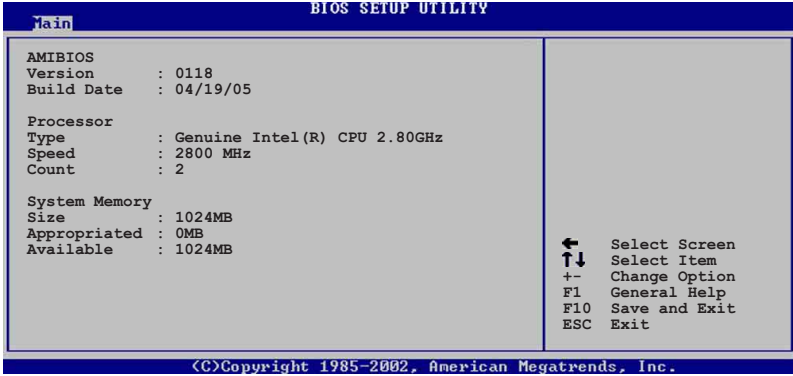 BIOS SETUP UTILITY
Main
AMIBIOS
Version : 0118
Build Date : 04/19/05
Processor
Type : Genuine Intel(R) CPU 2.80GHz
Speed : 2800 MHz
Count : 2
System Memory
Size : 1024MB
Appropriated : 0MB
Available : 1024MB
← Select Screen
↑↓ Select Item
+- Change Option
F1 General Help
F10 Save and Exit
ESC Exit
(C)Copyright 1985-2002, American Megatrends, Inc.